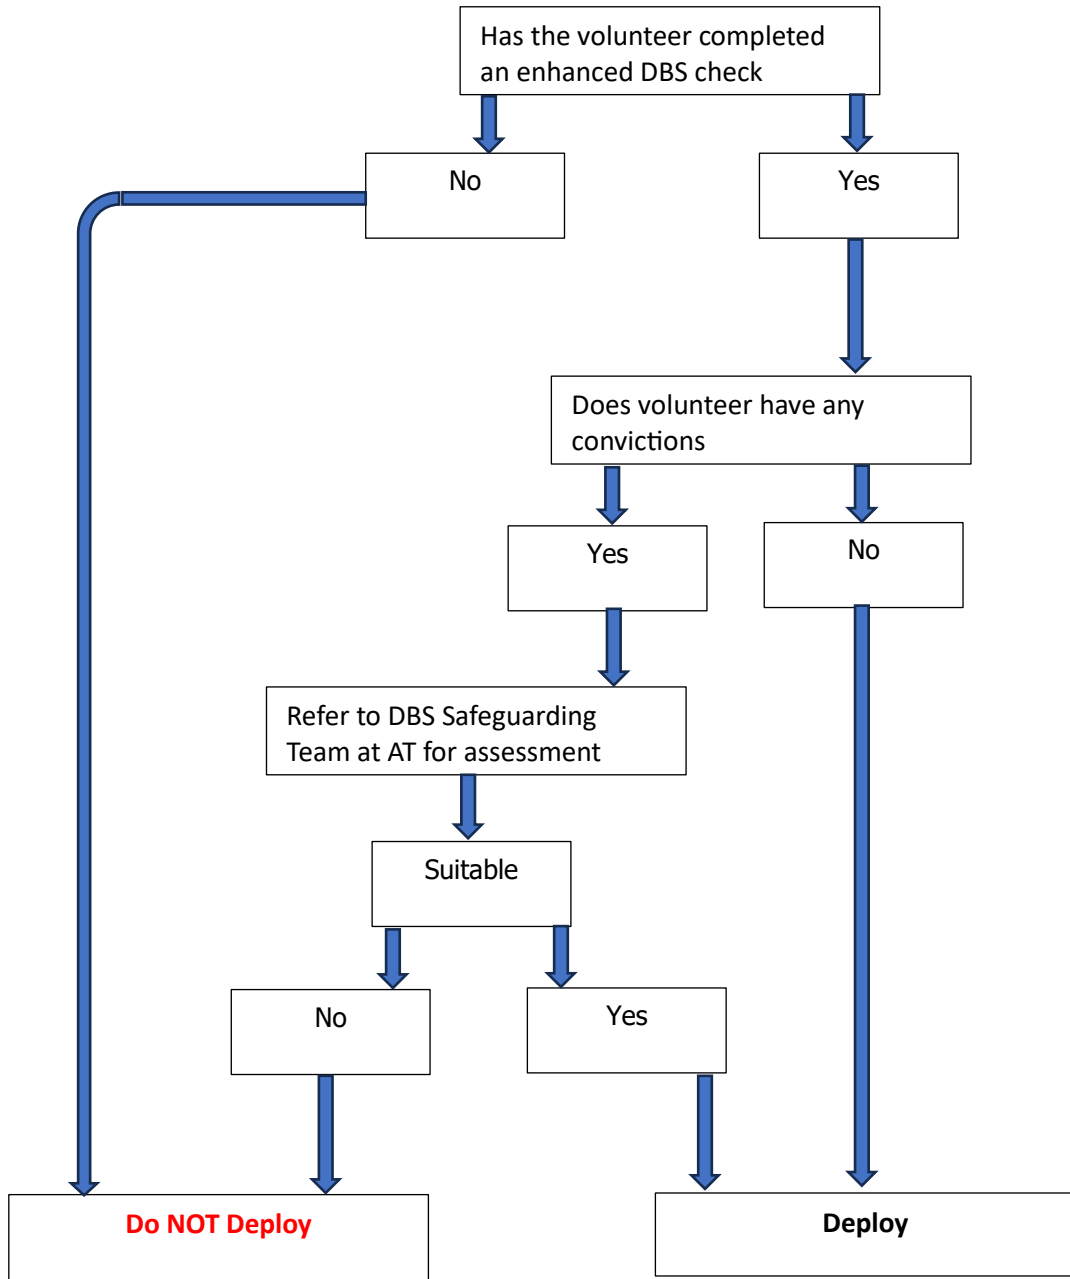 Has the volunteer completed
an enhanced DBS check
No
Yes
Does volunteer have any
convictions
Yes
No
Refer to DBS Safeguarding
Team at AT for assessment
Suitable
No
Yes
Do NOT Deploy
Deploy